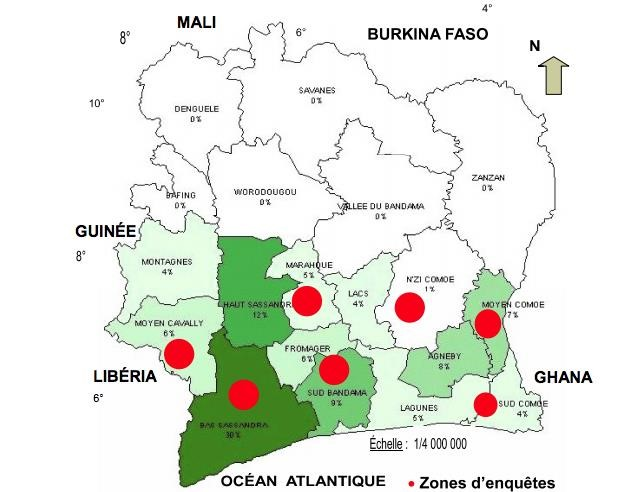 4°
MALI
6°
8°
BURKINA FASO
N
SAVANES
0%
10°
DENGUELE
0%
ZANZAN
0%
BAFING
0%
WORODOUGOU
0%
VALLEE DU BANDAMA
0%
GUINÉE
8°
MONTAGNES
4%
MARAHOUE
5%
N'ZI COMOE
1%
LACS
4%
HAUT SASSANDRA
12%
MOYEN COMOE
7%
MOYEN CAVALLY
6%
FROMAGER
6%
AGNEBY
8%
LIBÉRIA
GHANA
6°
SUD BANDAMA
9%
LAGUNES
5%
SUD COMOE
4%
BAS SASSANDRA
30%
Échelle : 1/4 000 000
OCÉAN ATLANTIQUE
Zones d'enquêtes